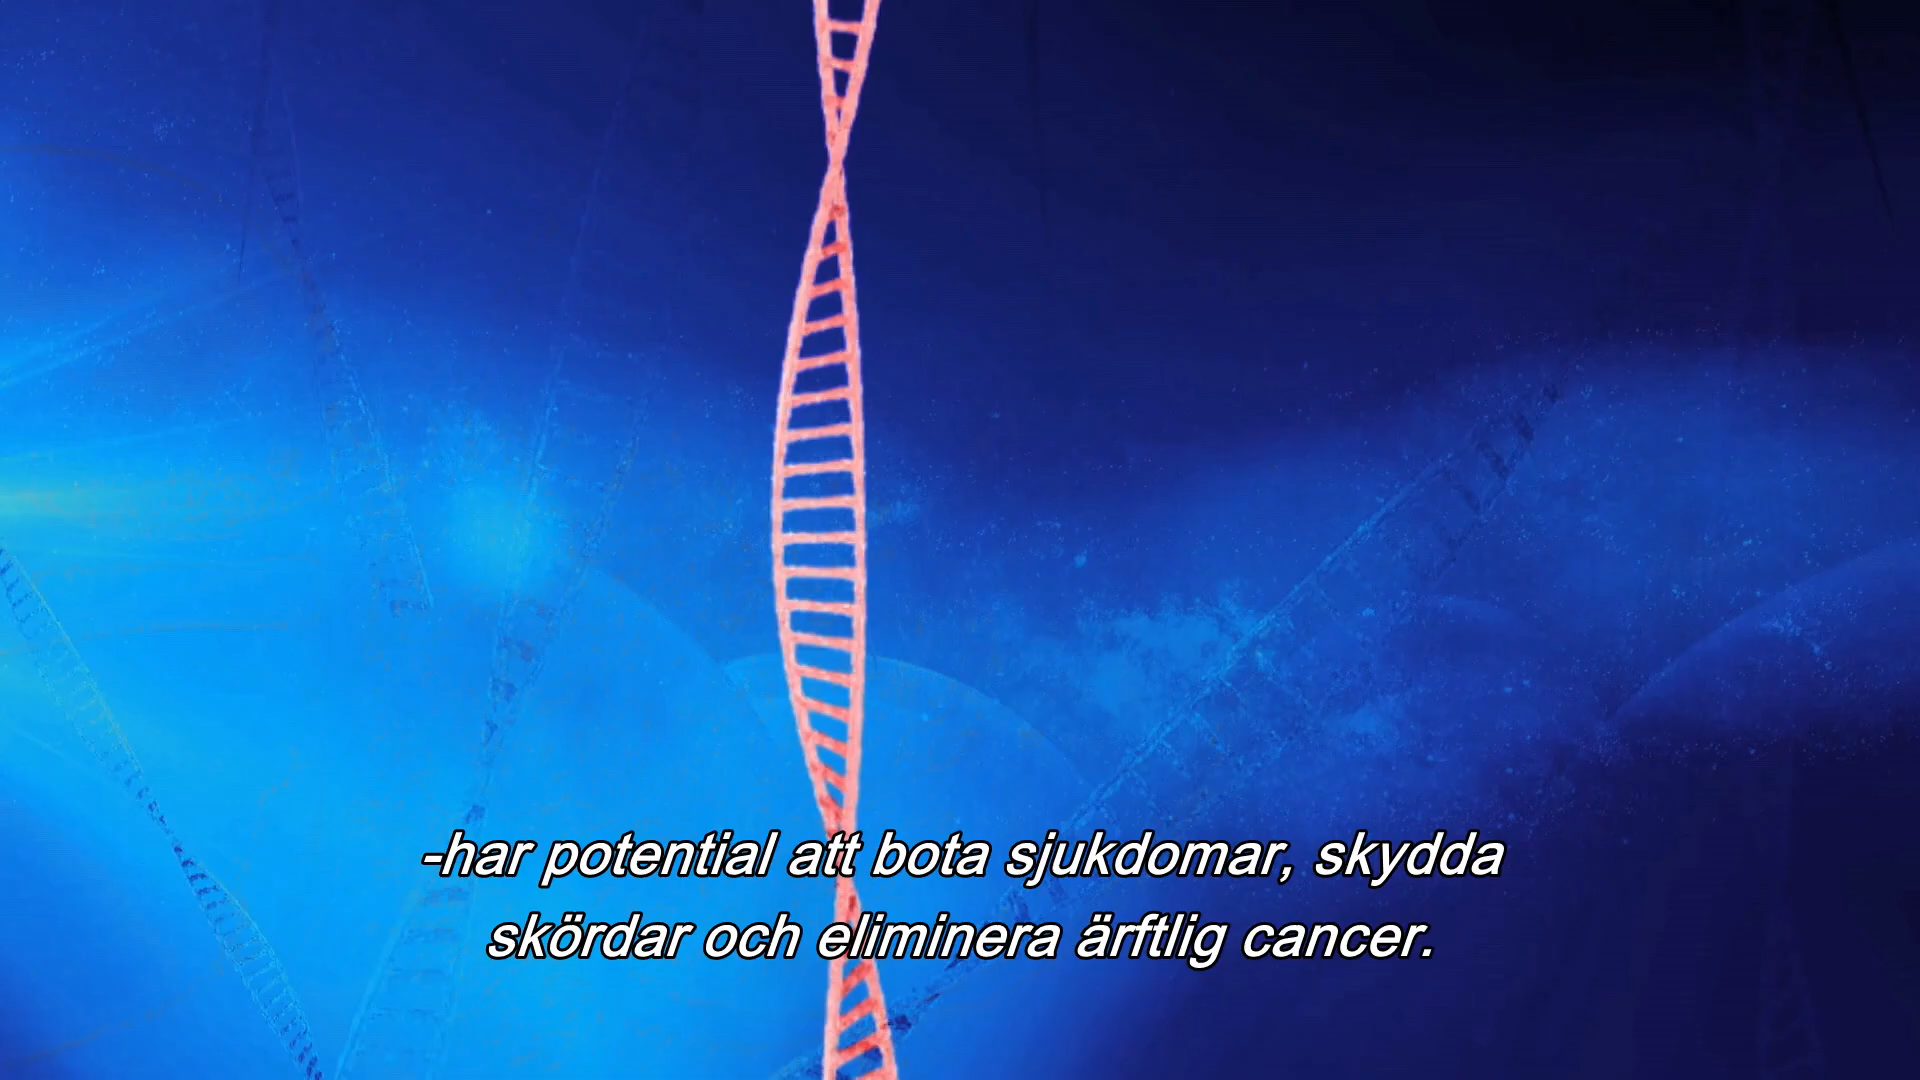 -har potential att bota sjukdomar, skydda
skördar och eliminera ärftlig cancer.